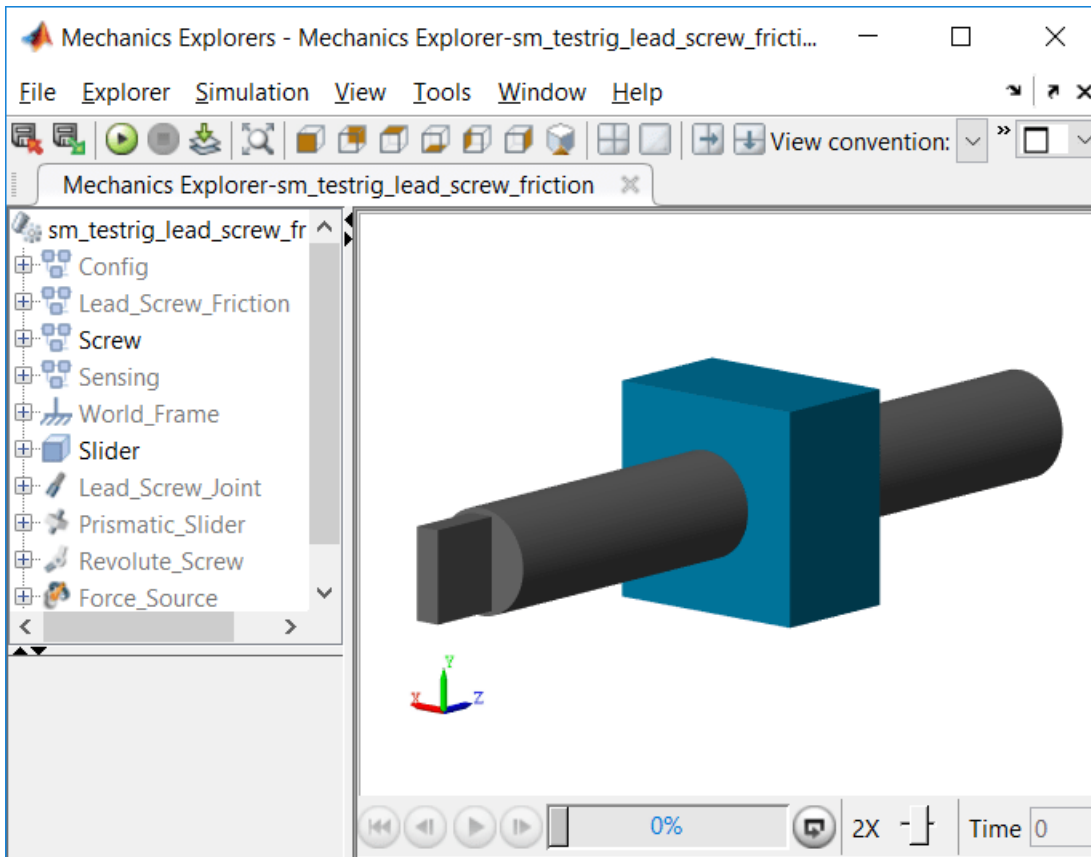 Mechanics Explorers - Mechanics Explorer-sm_testrig_lead_screw_fricti...
File Explorer Simulation View Tools Window Help
View convention: »
Mechanics Explorer-sm_testrig_lead_screw_friction
sm_testrig_lead_screw_fr
Config
Lead_Screw_Friction
Screw
Sensing
World_Frame
Slider
Lead_Screw_Joint
Prismatic_Slider
Revolute_Screw
Force_Source
Y
X Z
0% 2X Time 0